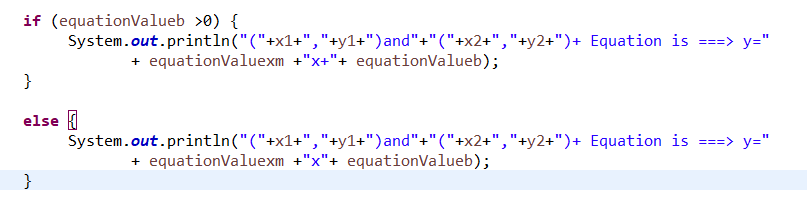 if (equationValueb >0) {
System.out.println("("+x1+","+y1+")and"+"("+x2+","+y2+")+ Equation is ===> y="
+ equationValuexm +"x+"+ equationValueb);
}
else {
System.out.println("("+x1+","+y1+")and"+"("+x2+","+y2+")+ Equation is ===> y="
+ equationValuexm +"x"+ equationValueb);
}